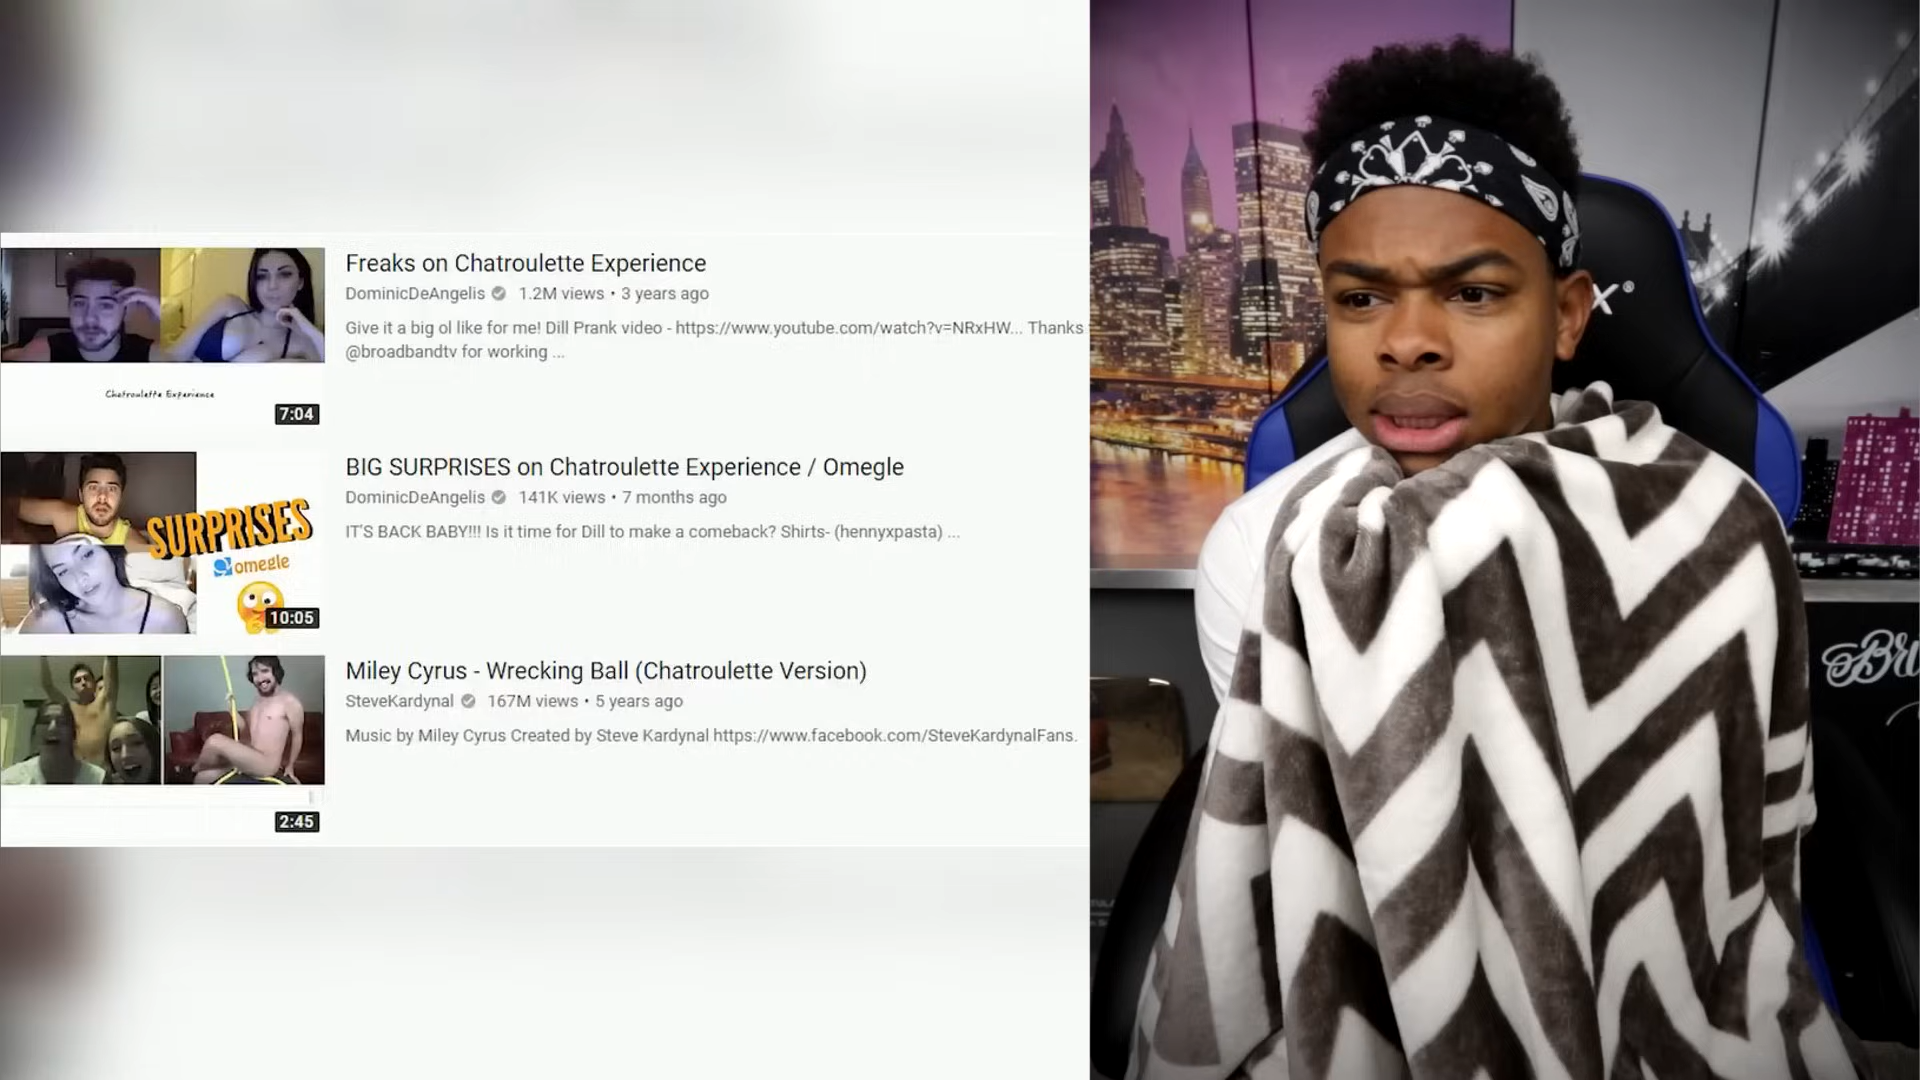 Freaks on Chatroulette Experience
DominicDeAngelis 1.2M views • 3 years ago
Give it a big ol like for me! Dill Prank video - https://www.youtube.com/watch?v=NRxHW... Thanks
@broadbandtv for working ...
Chatroulette Experience
7:04
BIG SURPRISES on Chatroulette Experience / Omegle
DominicDeAngelis 141K views • 7 months ago
IT'S BACK BABY!!! Is it time for Dill to make a comeback? Shirts- (hennyxpasta) ...
SURPRISES
omegle
10:05
Miley Cyrus - Wrecking Ball (Chatroulette Version)
SteveKardynal 167M views • 5 years ago
Music by Miley Cyrus Created by Steve Kardynal https://www.facebook.com/SteveKardynalFans.
2:45
X®